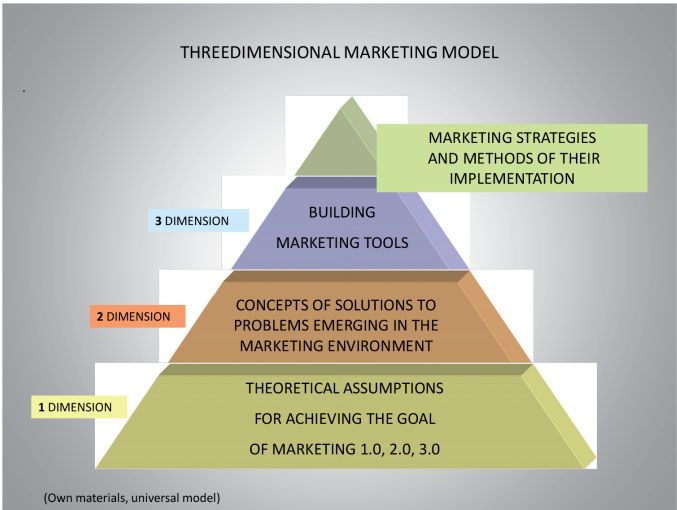 THREEDIMENSIONAL MARKETING MODEL
MARKETING STRATEGIES
AND METHODS OF THEIR
IMPLEMENTATION
3 DIMENSION
BUILDING
MARKETING TOOLS
2 DIMENSION
CONCEPTS OF SOLUTIONS TO
PROBLEMS EMERGING IN THE
MARKETING ENVIRONMENT
1 DIMENSION
THEORETICAL ASSUMPTIONS
FOR ACHIEVING THE GOAL
OF MARKETING 1.0, 2.0, 3.0
(Own materials, universal model)